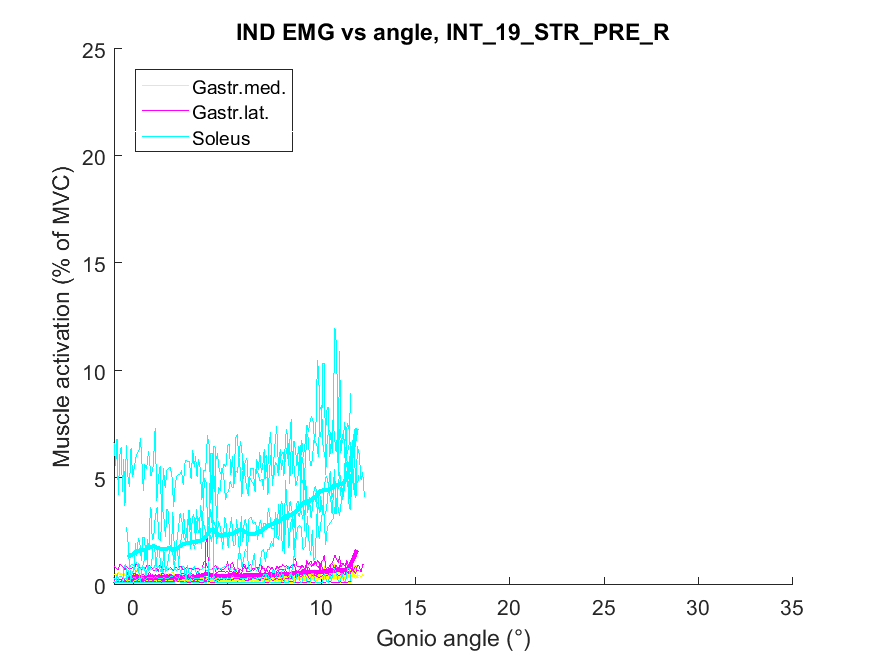 IND EMG vs angle, INT_19_STR_PRE_R
25
20
15
10
5
0
Muscle activation (% of MVC)
Gastr.med.
Gastr.lat.
Soleus
0 5 10 15 20 25 30 35
Gonio angle (°)